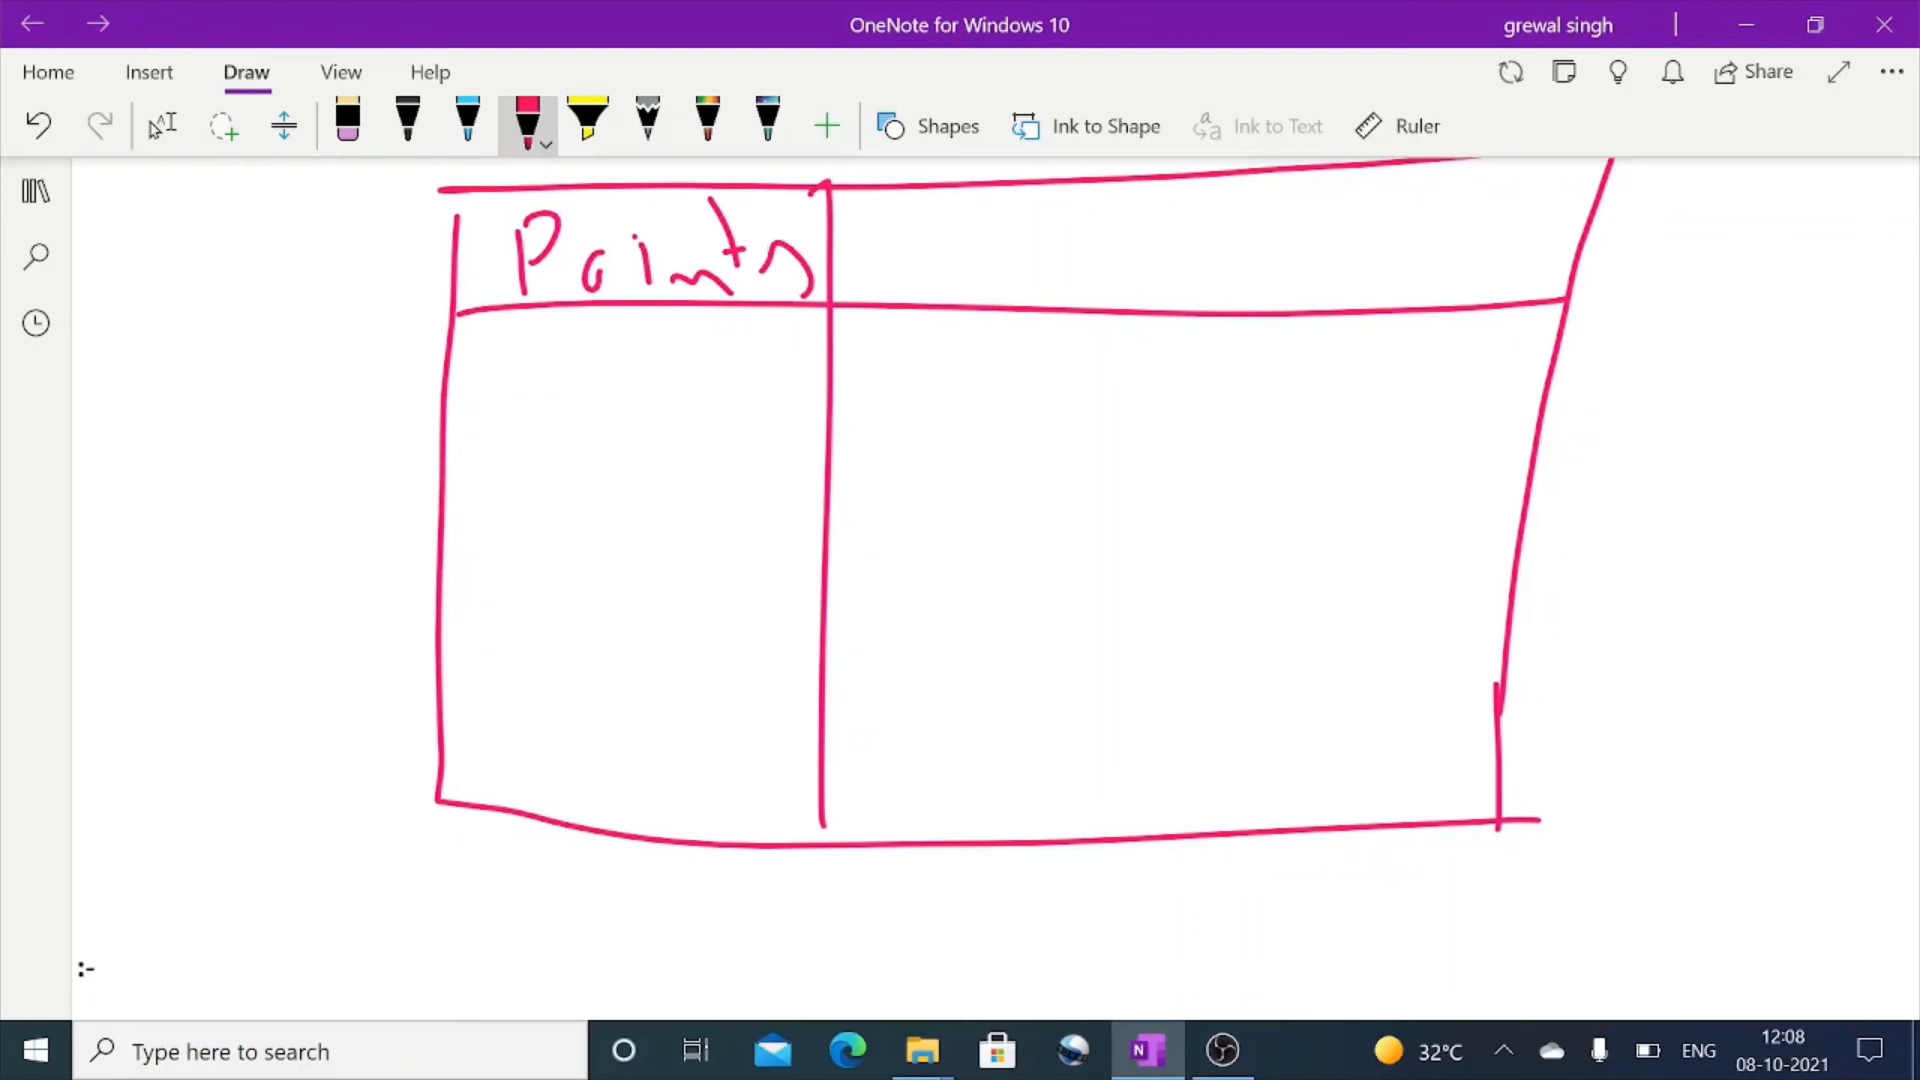 OneNote for Windows 10
grewal singh
Home Insert Draw View Help
Share
Shapes Ink to Shape Ink to Text Ruler
Points
:-
Type here to search
32°C
ENG
12:08
08-10-2021